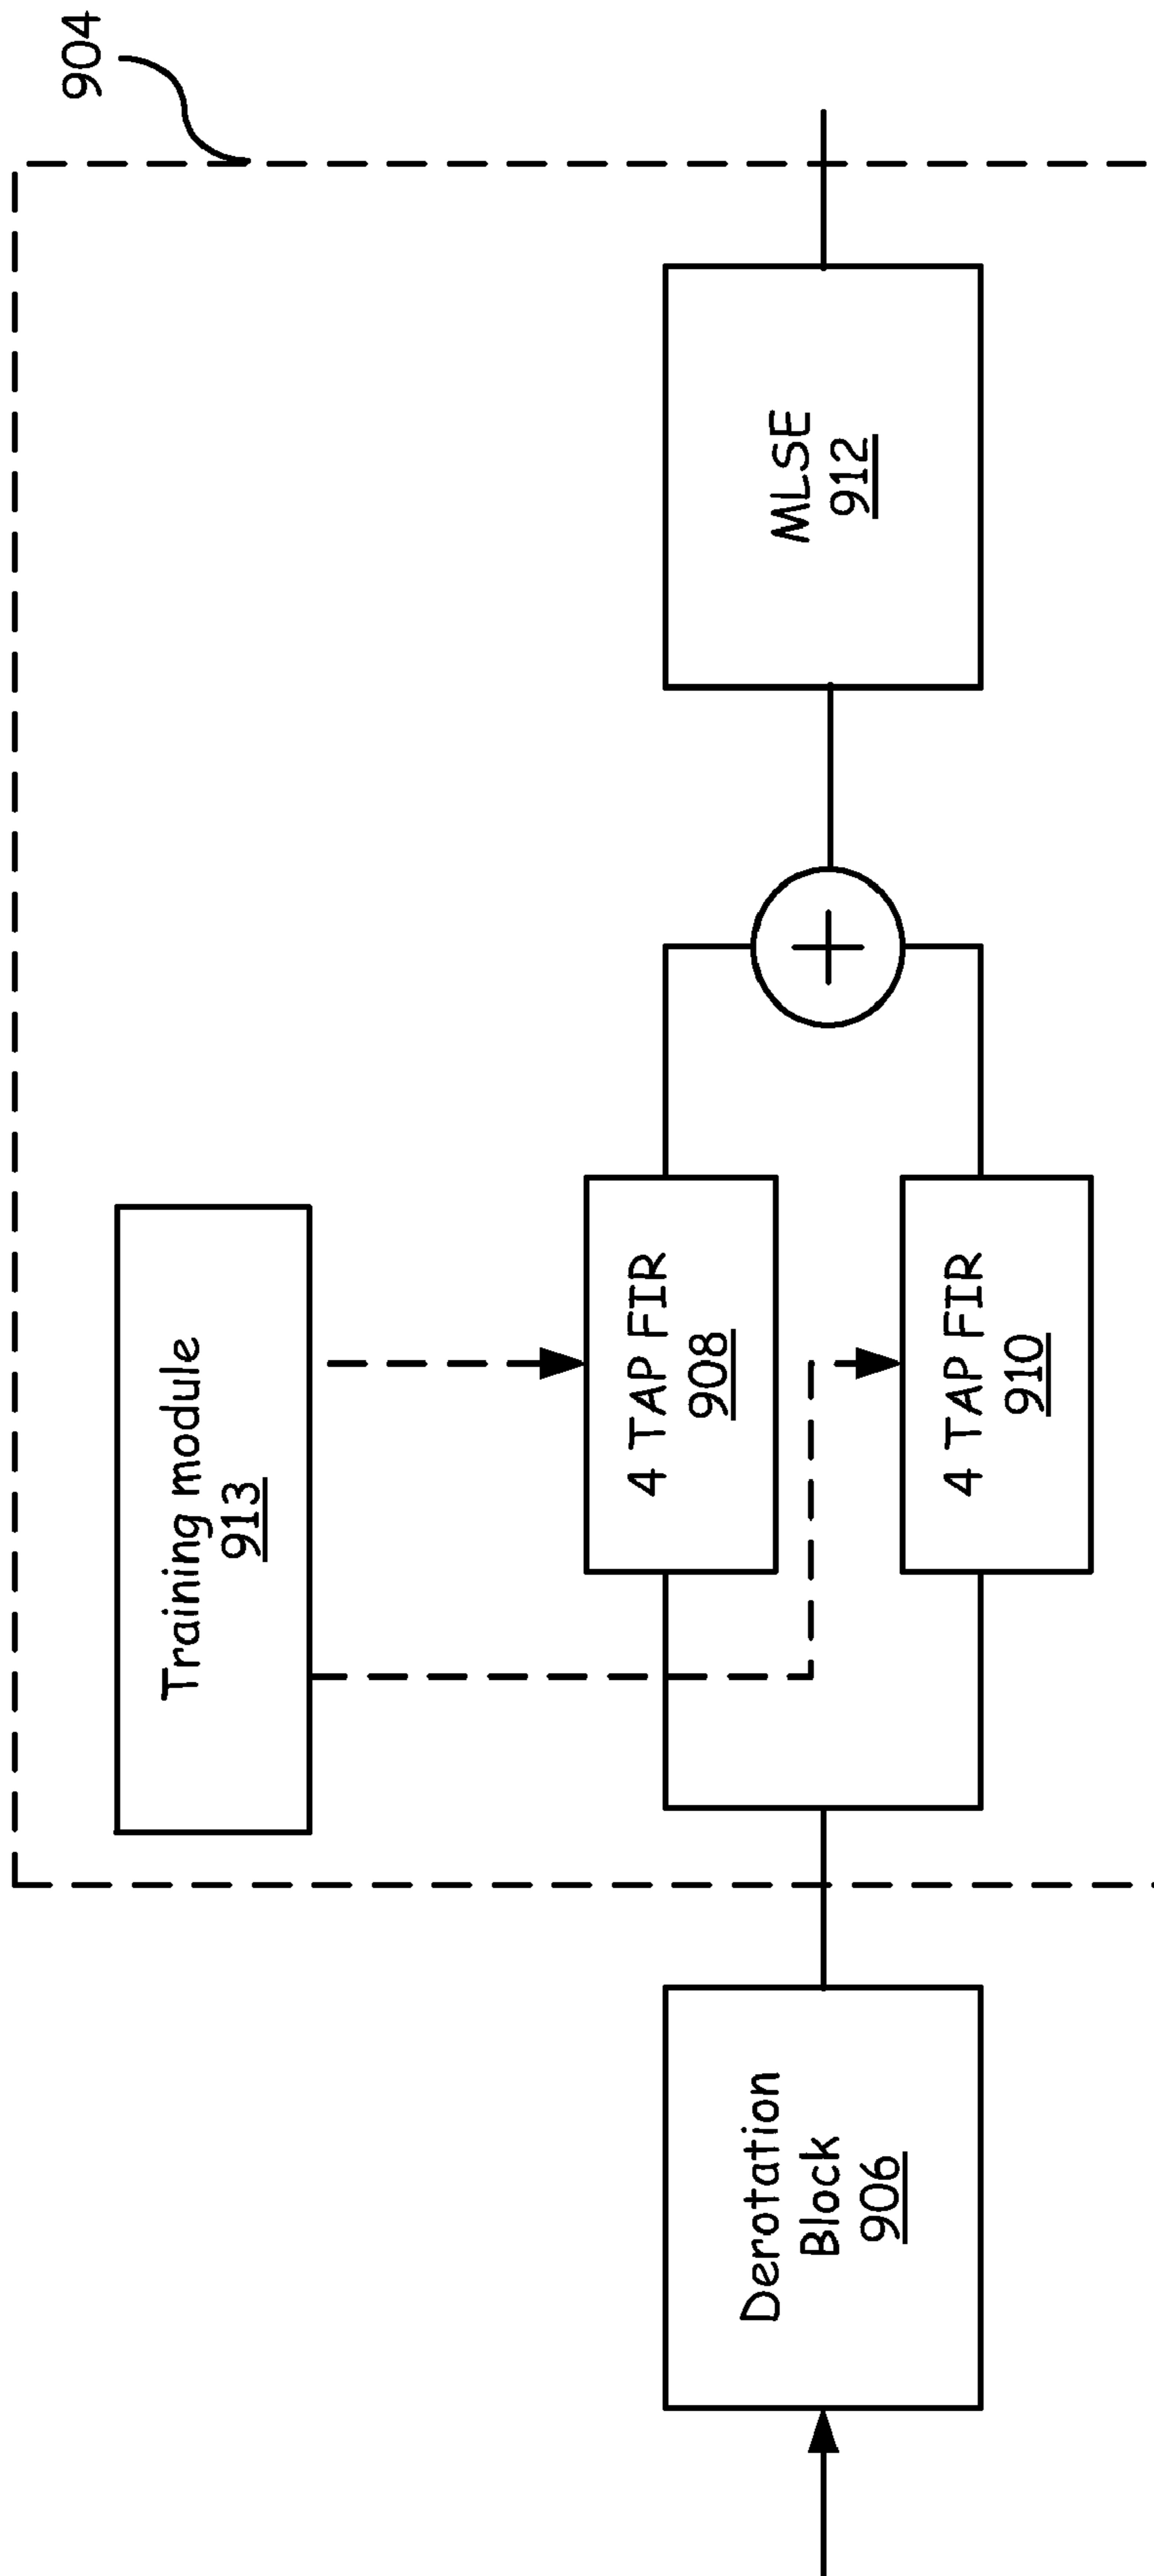 904
Training module
913
Derotation
Block
906
4 TAP FIR
908
4 TAP FIR
910
MLSE
912